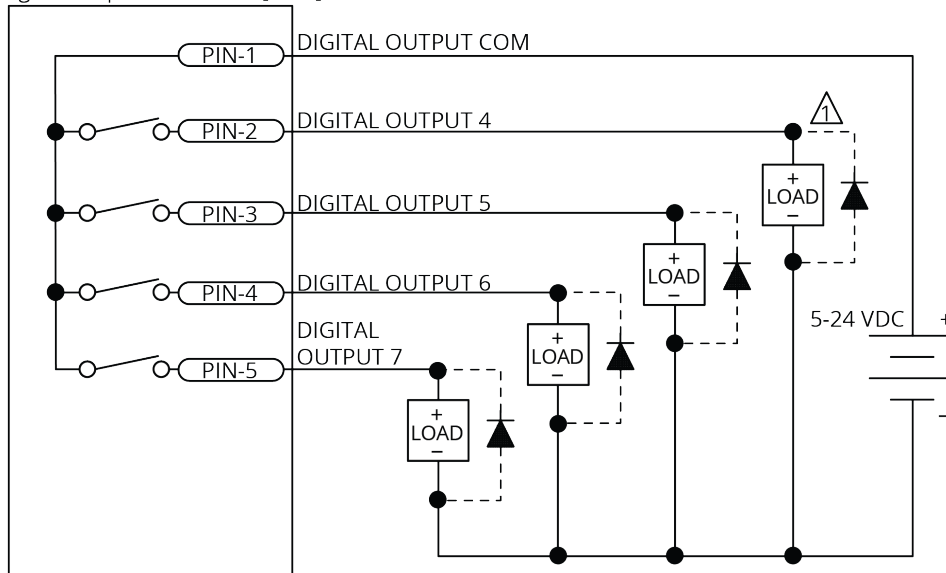 PIN-1 DIGITAL OUTPUT COM
PIN-2 DIGITAL OUTPUT 4
1
+
LOAD
−
PIN-3 DIGITAL OUTPUT 5
+
LOAD
−
PIN-4 DIGITAL OUTPUT 6
+
LOAD
−
5-24 VDC +
−
DIGITAL
OUTPUT 7
PIN-5
+
LOAD
−